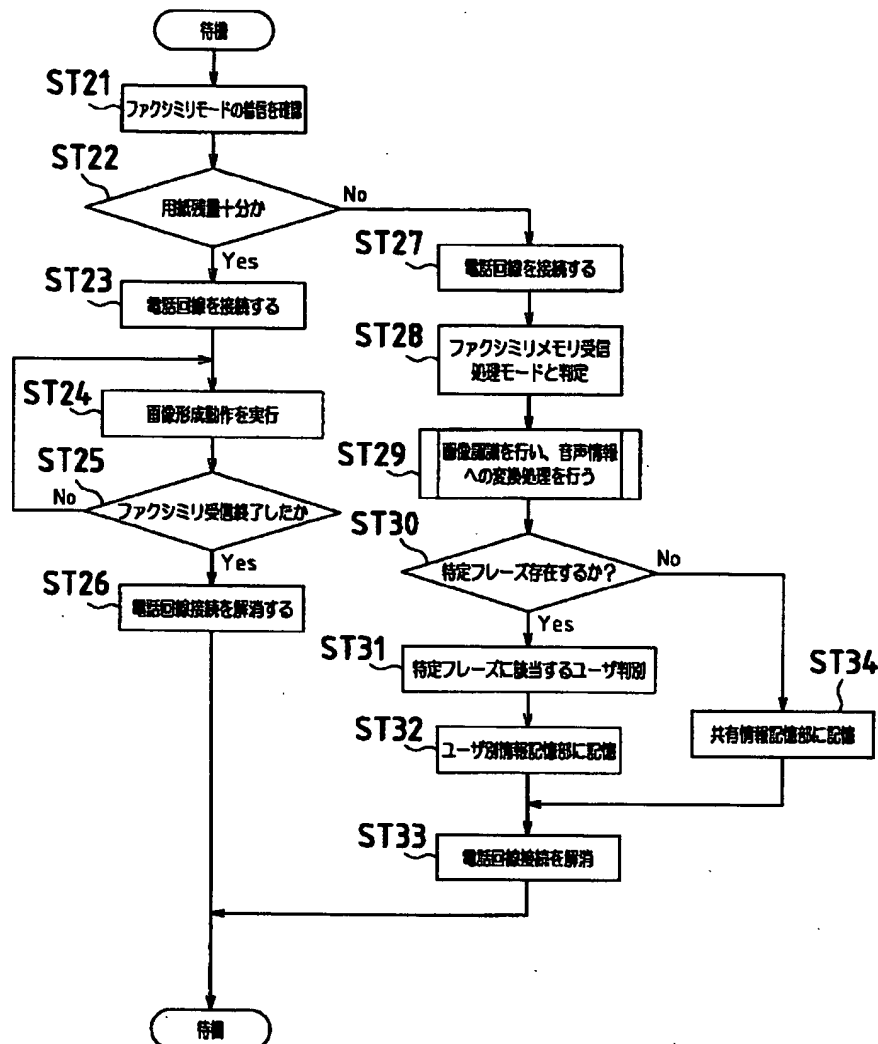 待機
ST21
ファクシミリモードの着信を確認
ST22
用紙残量十分か
No
Yes
ST23
電話回線を接続する
ST24
画像形成動作を実行
ST25
ファクシミリ受信終了したか
No
Yes
ST26
電話回線接続を解消する
ST27
電話回線を接続する
ST28
ファクシミリメモリ受信
処理モードと判定
ST29
画像認識を行い、音声情報
への変換処理を行う
ST30
特定フレーズ存在するか?
No
Yes
ST31
特定フレーズに該当するユーザ判別
ST32
ユーザ別情報記憶部に記憶
ST34
共有情報記憶部に記憶
ST33
電話回線接続を解消
待機